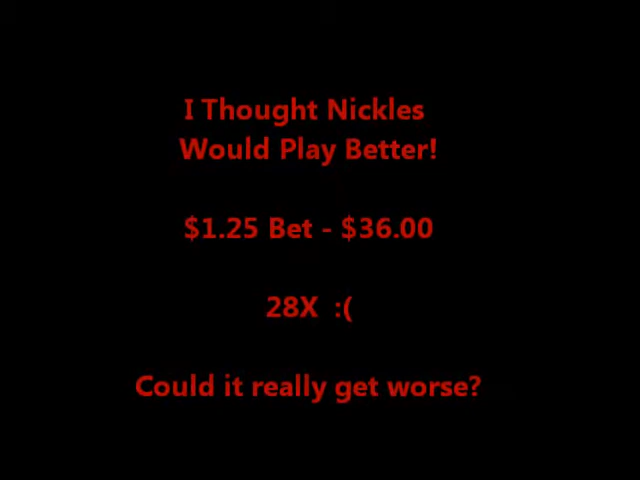 I Thought Nickles
Would Play Better!
$1.25 Bet - $36.00
28X :(
Could it really get worse?